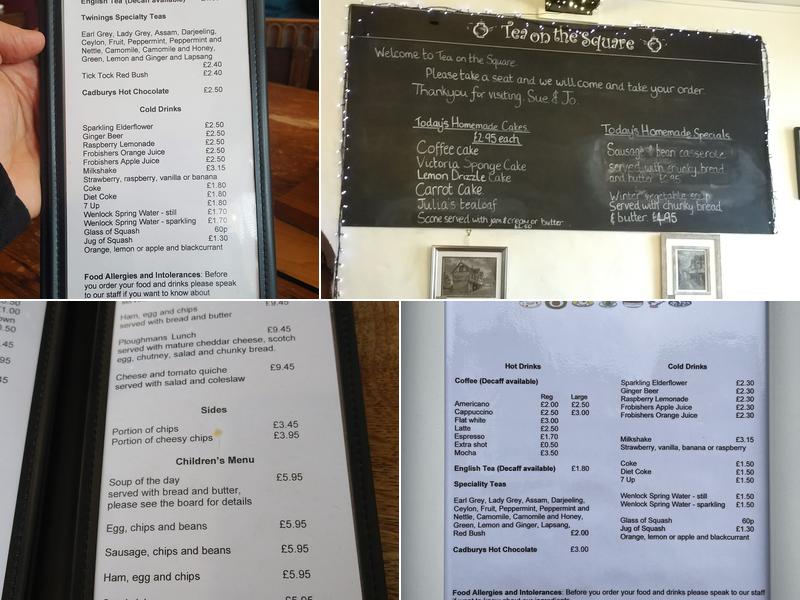 English Tea (Decaff available)
Twinings Specialty Teas
Earl Grey, Lady Grey, Assam, Darjeeling,
Ceylon, Fruit, Peppermint, Peppermint and
Nettle, Camomile, Camomile and Honey,
Green, Lemon and Ginger and Lapsang
£2.40
Tick Tock Red Bush £2.40
Cadburys Hot Chocolate £2.50
Cold Drinks
Sparkling Elderflower £2.50
Ginger Beer £2.50
Raspberry Lemonade £2.50
Frobishers Orange Juice £2.50
Frobishers Apple Juice £2.50
Milkshake £3.15
Strawberry, raspberry, vanilla or banana
Coke £1.80
Diet Coke £1.80
7 Up £1.80
Wenlock Spring Water - still £1.70
Wenlock Spring Water - sparkling £1.70
Glass of Squash 60p
Jug of Squash £1.30
Orange, lemon or apple and blackcurrant
Food Allergies and Intolerances: Before
you order your food and drinks please speak
to our staff if you want to know about
Tea on the Square
Welcome to Tea on the Square
Please take a seat and we will come and take your order.
Thankyou for visiting. Sue & Jo.
Today's Homemade Cakes
£2.95 each
Coffee cake
Victoria Sponge Cake
Lemon Drizzle Cake
Carrot Cake
Julia's tealoaf
Scone served with jam & cream or butter
Today's Homemade Specials
Sausage & bean casserole
served with chunky bread
and butter
Winter vegetable soup
Served with chunky bread
& butter £4.95
£1.00
£9.45
Ham, egg and chips
served with bread and butter
Ploughmans Lunch £9.45
served with mature cheddar cheese, scotch
egg, chutney, salad and chunky bread.
Cheese and tomato quiche £9.45
served with salad and coleslaw
Sides
Portion of chips £3.45
Portion of cheesy chips £3.95
Children's Menu
Soup of the day £5.95
served with bread and butter,
please see the board for details
Egg, chips and beans £5.95
Sausage, chips and beans £5.95
Ham, egg and chips £5.95
£5.95
Hot Drinks
Coffee (Decaff available)
Reg Large
Americano £2.00 £2.50
Cappuccino £2.50 £3.00
Flat white £3.00
Latte £2.50
Espresso £1.70
Extra shot £0.50
Mocha £3.50
English Tea (Decaff available) £1.80
Speciality Teas
Earl Grey, Lady Grey, Assam, Darjeeling,
Ceylon, Fruit, Peppermint, Peppermint and
Nettle, Camomile, Camomile and Honey,
Green, Lemon and Ginger, Lapsang,
Red Bush £2.00
Cadburys Hot Chocolate £3.00
Cold Drinks
Sparkling Elderflower £2.30
Ginger Beer £2.30
Raspberry Lemonade £2.30
Frobishers Apple Juice £2.30
Frobishers Orange Juice £2.30
Milkshake £3.15
Strawberry, vanilla, banana or raspberry
Coke £1.50
Diet Coke £1.50
7 Up £1.50
Wenlock Spring Water - still £1.50
Wenlock Spring Water - sparkling £1.50
Glass of Squash 60p
Jug of Squash £1.30
Orange, lemon or apple and blackcurrant
Food Allergies and Intolerances: Before you order your food and drinks please speak to our staff